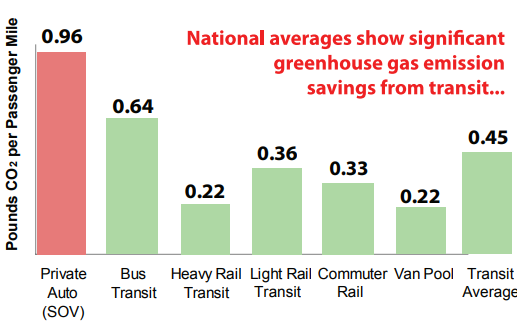 National averages show significant
greenhouse gas emission
savings from transit...
Pounds CO2 per Passenger Mile
0.96
0.64
0.22
0.36
0.33
0.22
0.45
Private
Auto
(SOV)
Bus
Transit
Heavy Rail
Transit
Light Rail
Transit
Commuter
Rail
Van Pool
Transit
Average